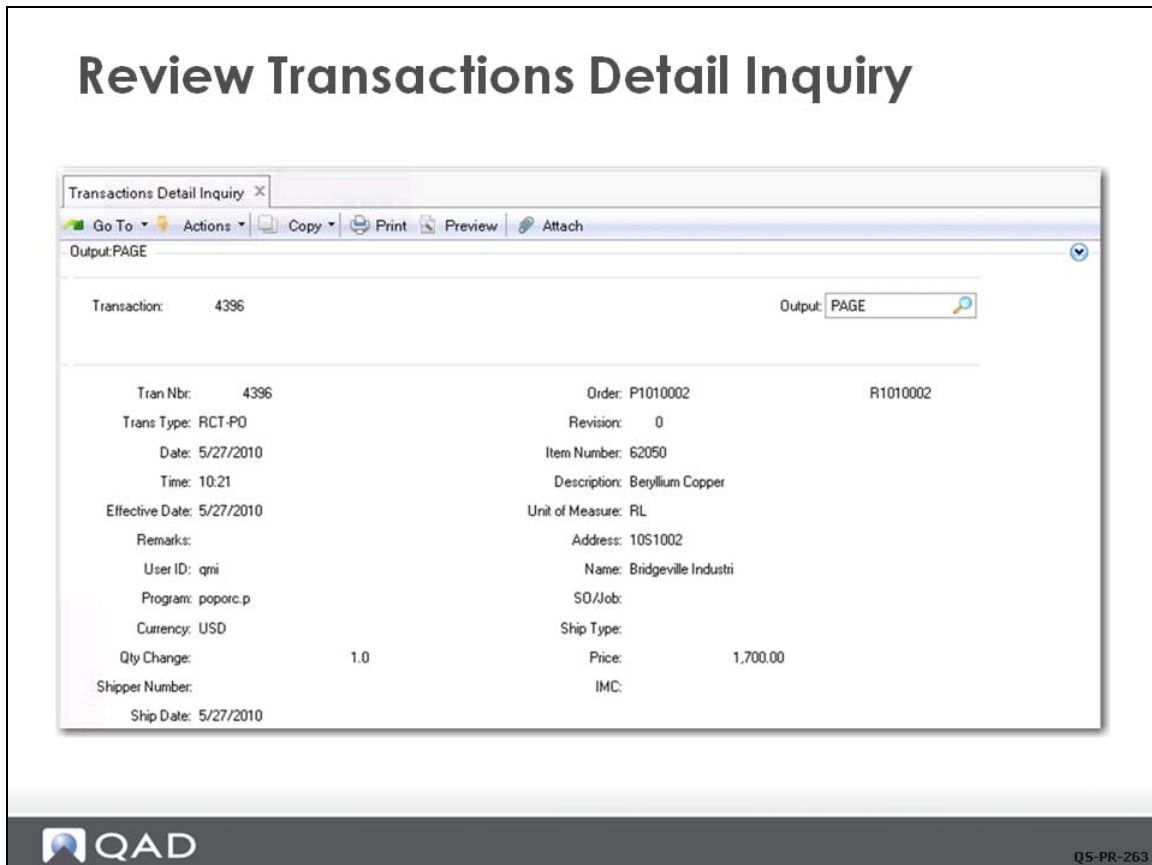 Review Transactions Detail Inquiry
Transactions Detail Inquiry
Go To Actions Copy Print Preview Attach
Output:PAGE
Transaction: 4396 Output: PAGE
Tran Nbr: 4396 Order: P1010002 R1010002
Trans Type: RCT-PO Revision: 0
Date: 5/27/2010 Item Number: 62050
Time: 10:21 Description: Beryllium Copper
Effective Date: 5/27/2010 Unit of Measure: RL
Remarks: Address: 10S1002
User ID: qmi Name: Bridgeville Industri
Program: poporc.p SO/Job:
Currency: USD Ship Type:
Qty Change: 1.0 Price: 1,700.00
Shipper Number: IMC:
Ship Date: 5/27/2010
QAD
QS-PR-263